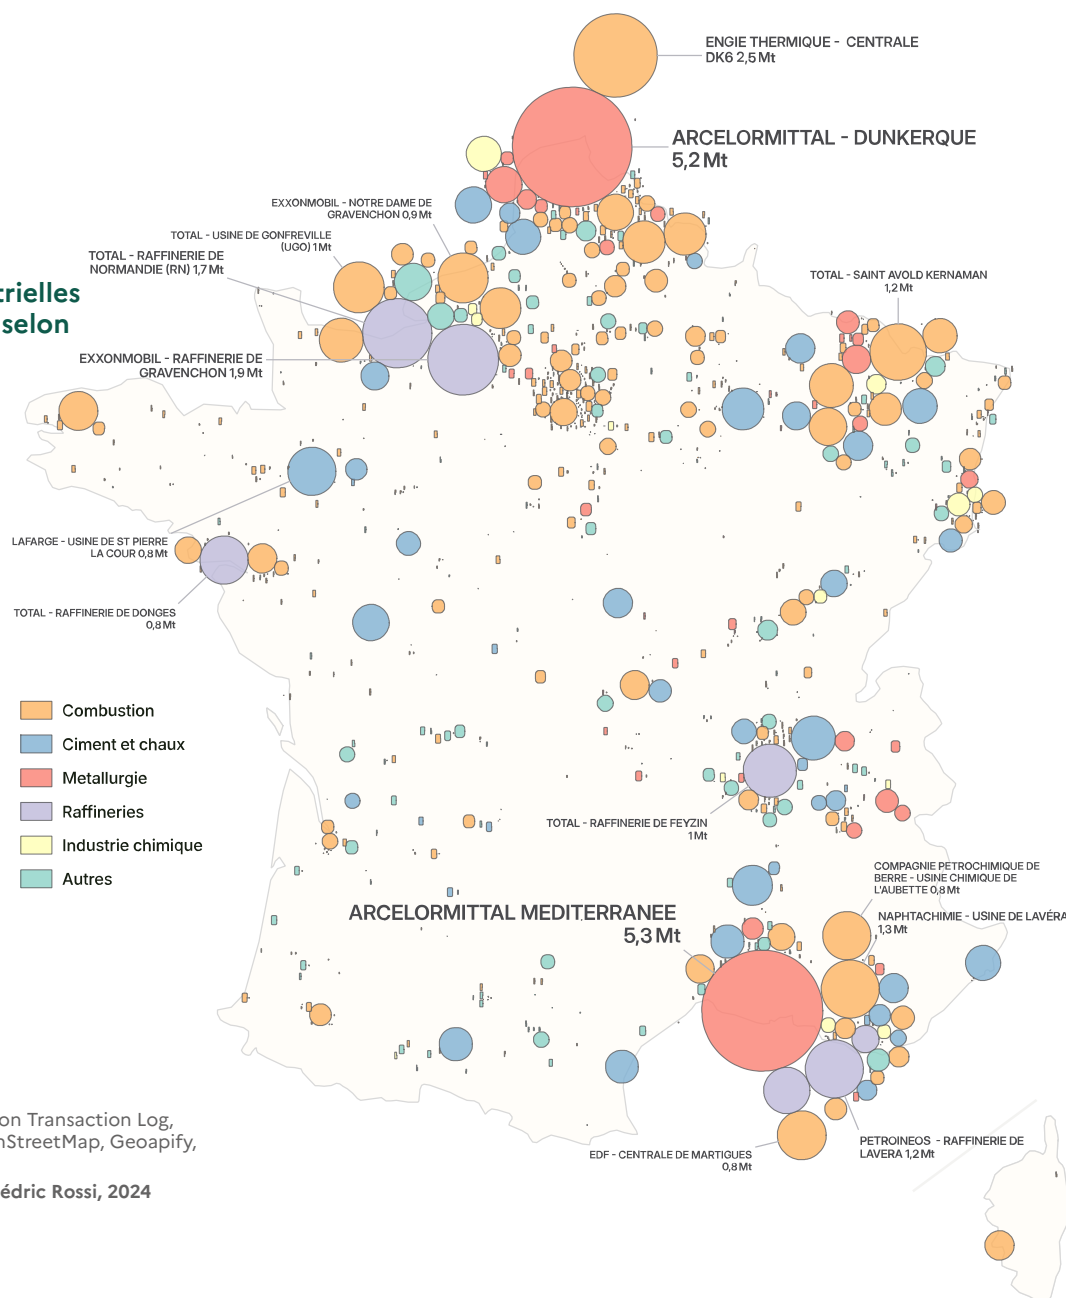 ENGIE THERMIQUE - CENTRALE
DK6 2,5 Mt
ARCELORMITTAL - DUNKERQUE
5,2 Mt
EXXONMOBIL - NOTRE DAME DE
GRAVENCHON 0,9 Mt
TOTAL - USINE DE GONFREVILLE
(UGO) 1 Mt
TOTAL - RAFFINERIE DE
NORMANDIE (RN) 1,7 Mt
TOTAL - SAINT AVOLD KERNAMAN
1,2 Mt
trielles
selon
EXXONMOBIL - RAFFINERIE DE
GRAVENCHON 1,9 Mt
LAFARGE - USINE DE ST PIERRE
LA COUR 0,8 Mt
TOTAL - RAFFINERIE DE DONGES
0,8 Mt
Combustion
Ciment et chaux
Metallurgie
Raffineries
Industrie chimique
Autres
TOTAL - RAFFINERIE DE FEYZIN
1 Mt
COMPAGNIE PETROCHIMIQUE DE
BERRE - USINE CHIMIQUE DE
L'AUBETTE 0,8 Mt
ARCELORMITTAL MEDITERRANEE
5,3 Mt
NAPHTACHIMIE - USINE DE LAVÉRA
1,3 Mt
on Transaction Log,
nStreetMap, Geoapify,
PETROINEOS - RAFFINERIE DE
LAVERA 1,2 Mt
EDF - CENTRALE DE MARTIGUES
0,8 Mt
édric Rossi, 2024